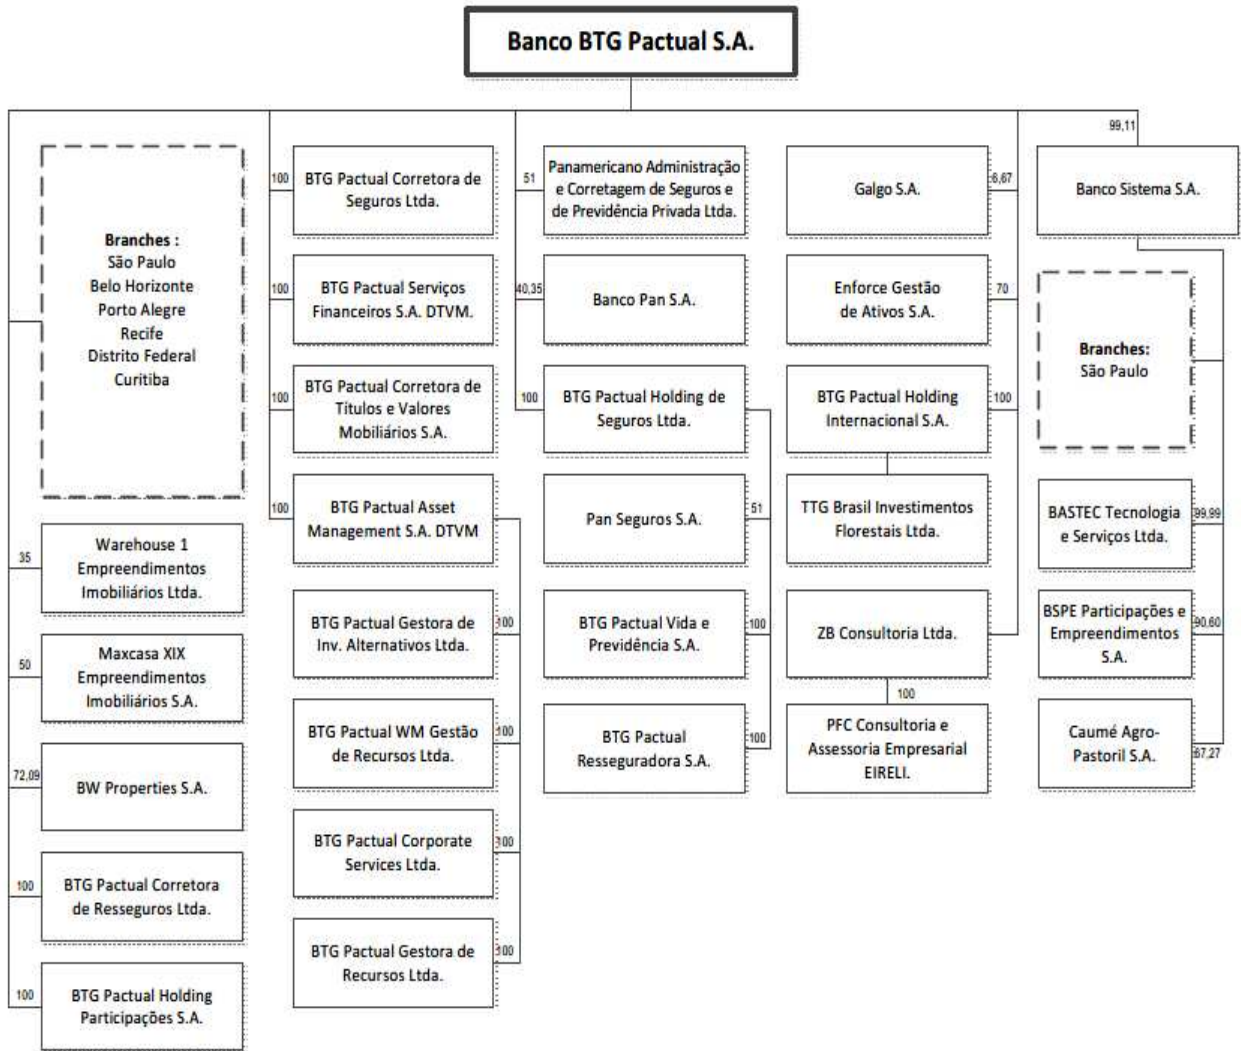 Banco BTG Pactual S.A.
Branches :
São Paulo
Belo Horizonte
Porto Alegre
Recife
Distrito Federal
Curitiba
35
Warehouse 1
Empreendimentos
Imobiliários Ltda.
50
Maxcasa XIX
Empreendimentos
Imobiliários S.A.
72,09
BW Properties S.A.
100
BTG Pactual Corretora
de Resseguros Ltda.
100
BTG Pactual Holding
Participações S.A.
100
BTG Pactual Corretora de
Seguros Ltda.
100
BTG Pactual Serviços
Financeiros S.A. DTVM.
100
BTG Pactual Corretora de
Títulos e Valores
Mobiliários S.A.
100
BTG Pactual Asset
Management S.A. DTVM
BTG Pactual Gestora de
Inv. Alternativos Ltda.
100
BTG Pactual WM Gestão
de Recursos Ltda.
100
BTG Pactual Corporate
Services Ltda.
100
BTG Pactual Gestora de
Recursos Ltda.
100
51
Panamericano Administração
e Corretagem de Seguros e
de Previdência Privada Ltda.
40,35
Banco Pan S.A.
100
BTG Pactual Holding de
Seguros Ltda.
Pan Seguros S.A.
51
BTG Pactual Vida e
Previdência S.A.
100
BTG Pactual
Resseguradora S.A.
100
Galgo S.A.
6,67
Enforce Gestão
de Ativos S.A.
70
BTG Pactual Holding
Internacional S.A.
100
TTG Brasil Investimentos
Florestais Ltda.
ZB Consultoria Ltda.
100
PFC Consultoria e
Assessoria Empresarial
EIRELI.
99,11
Banco Sistema S.A.
Branches:
São Paulo
BASTEC Tecnologia
e Serviços Ltda.
99,99
BSPE Participações e
Empreendimentos
S.A.
90,60
Caumé Agro-
Pastoril S.A.
67,27